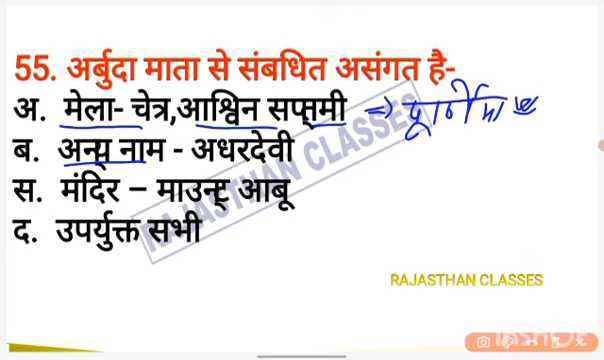 55. अर्बुदा माता से संबधित असंगत है-
अ. मेला- चेत्र,आश्विन सप्तमी => पूर्णिमा
ब. अन्य नाम - अधरदेवी
स. मंदिर – माउन्ट आबू
द. उपर्युक्त सभी
RAJASTHAN CLASSES
RAJASTHAN CLASSES